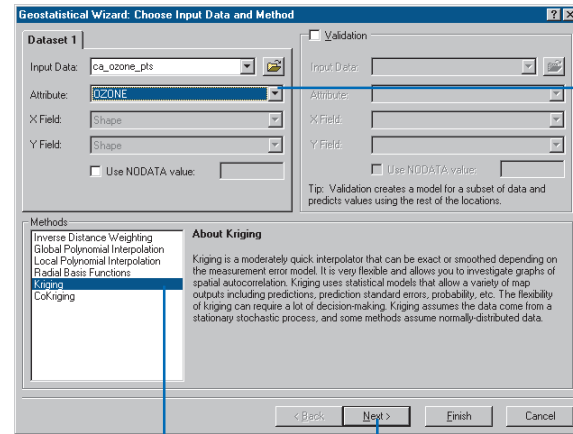 Geostatistical Wizard: Choose Input Data and Method
Dataset 1
Input Data: ca_ozone_pts
Attribute: OZONE
X Field: Shape
Y Field: Shape
Use NODATA value:
Validation
Input Data:
Attribute:
X Field:
Y Field:
Use NODATA value:
Tip: Validation creates a model for a subset of data and
predicts values using the rest of the locations.
Methods
Inverse Distance Weighting
Global Polynomial Interpolation
Local Polynomial Interpolation
Radial Basis Functions
Kriging
CoKriging
About Kriging
Kriging is a moderately quick interpolator that can be exact or smoothed depending on
the measurement error model. It is very flexible and allows you to investigate graphs of
spatial autocorrelation. Kriging uses statistical models that allow a variety of map
outputs including predictions, prediction standard errors, probability, etc. The flexibility
of kriging can require a lot of decision-making. Kriging assumes the data come from a
stationary stochastic process, and some methods assume normally-distributed data.
< Back Next > Finish Cancel